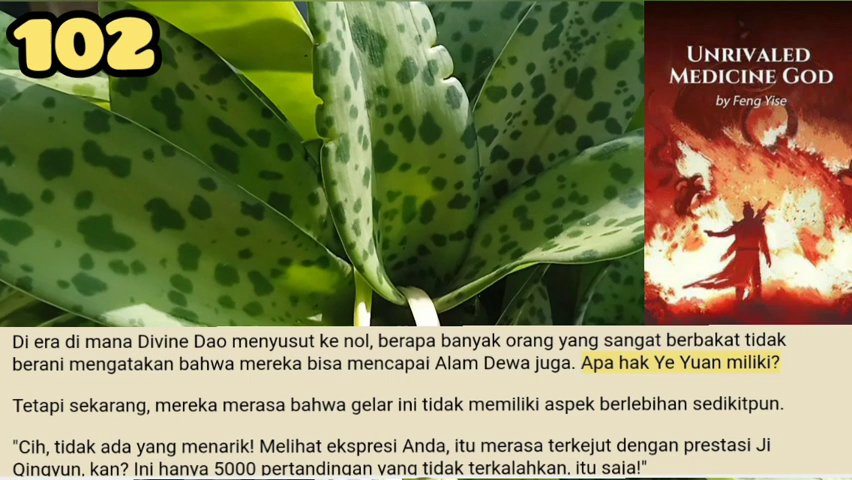 102
UNRIVALED
MEDICINE GOD
by Feng Yise
Di era di mana Divine Dao menyusut ke nol, berapa banyak orang yang sangat berbakat tidak
berani mengatakan bahwa mereka bisa mencapai Alam Dewa juga. Apa hak Ye Yuan miliki?
Tetapi sekarang, mereka merasa bahwa gelar ini tidak memiliki aspek berlebihan sedikitpun.
"Cih, tidak ada yang menarik! Melihat ekspresi Anda, itu merasa terkejut dengan prestasi Ji
Qingyun, kan? Ini hanya 5000 pertandingan yang tidak terkalahkan, itu saja!"